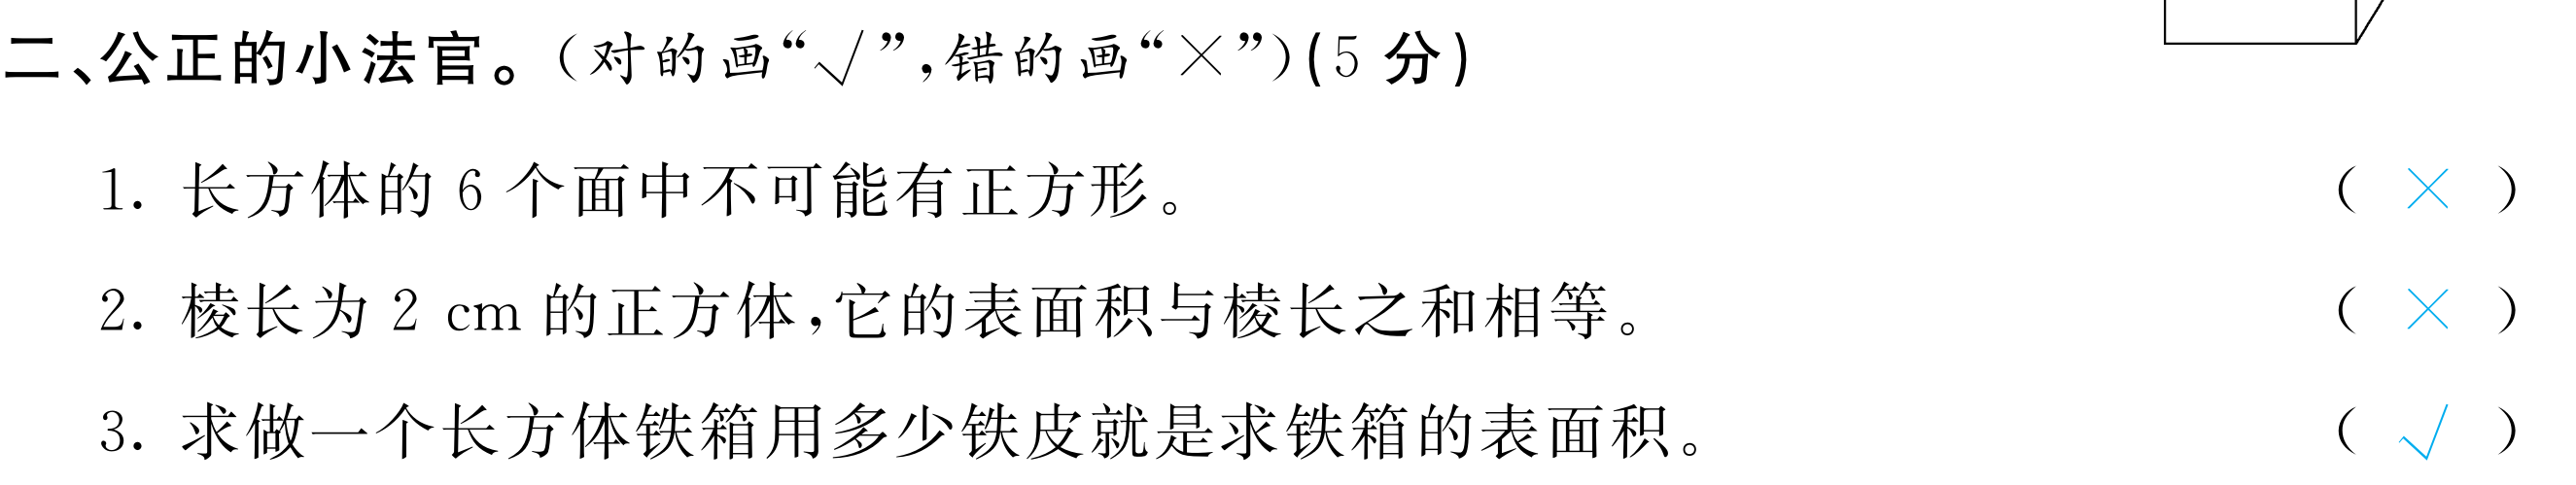 二、公正的小法官。(对的画“√”,错的画“×”)(5 分)
1. 长方体的 6 个面中不可能有正方形。 ( × )
2. 棱长为 2 cm 的正方体,它的表面积与棱长之和相等。 ( × )
3. 求做一个长方体铁箱用多少铁皮就是求铁箱的表面积。 ( √ )